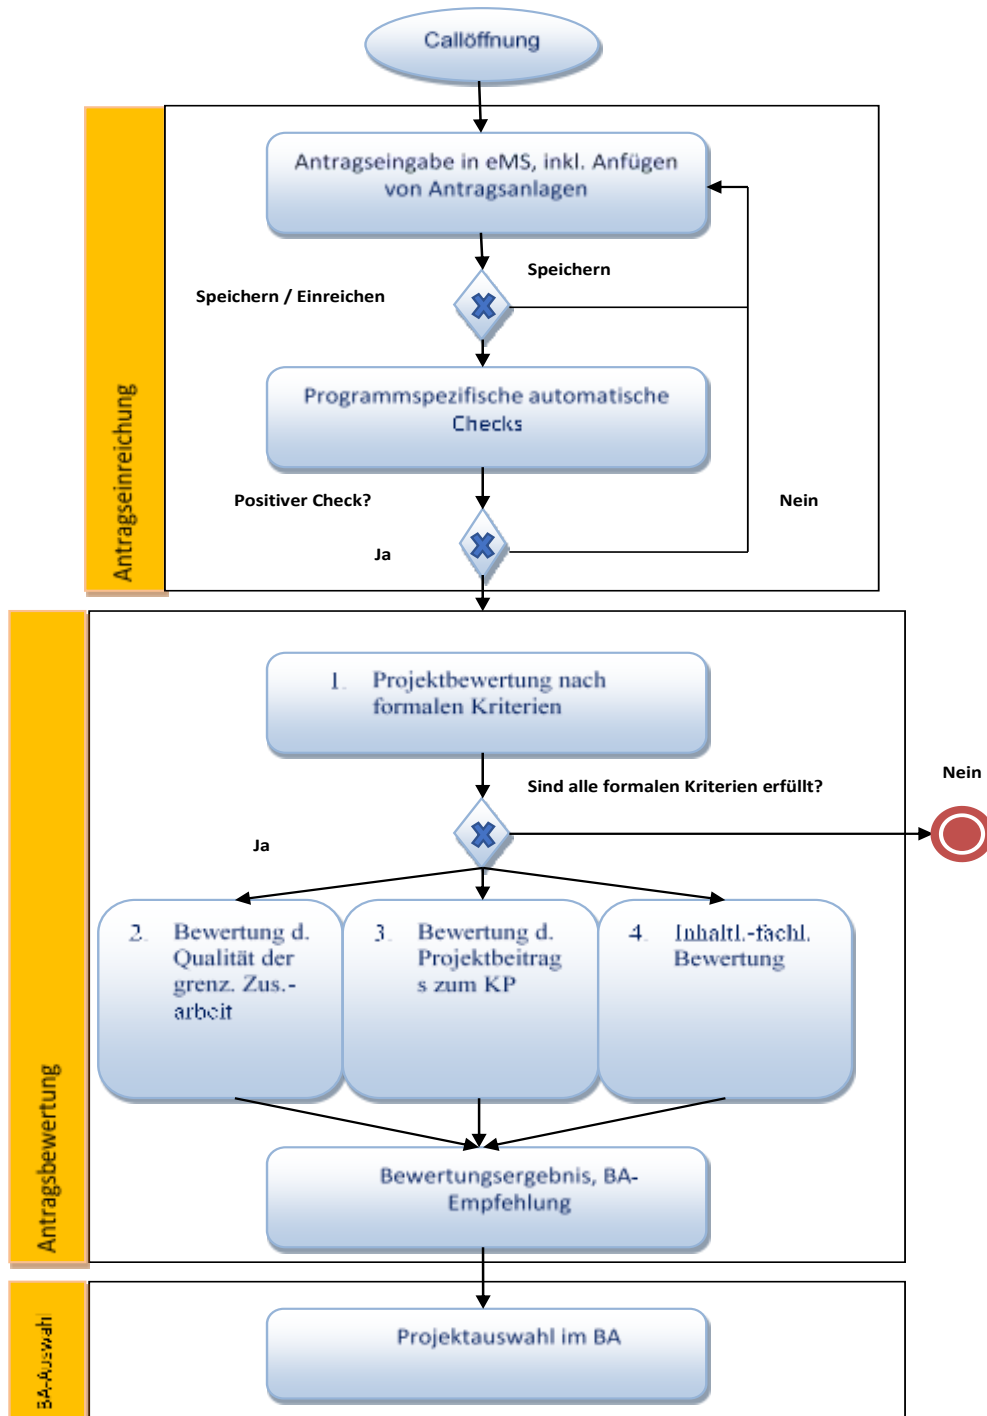 Callöffnung
Antragseinreichung
Antragseingabe in eMS, inkl. Anfügen
von Antragsanlagen
Speichern
Speichern / Einreichen
Programmspezifische automatische
Checks
Positiver Check?
Nein
Ja
Antragsbewertung
1. Projektbewertung nach
formalen Kriterien
Sind alle formalen Kriterien erfüllt?
Nein
Ja
2. Bewertung d.
Qualität der
grenz. Zus.-
arbeit
3. Bewertung d.
Projektbeitrag
s zum KP
4. Inhaltl.-fachl.
Bewertung
Bewertungsergebnis, BA-
Empfehlung
BA-Auswahl
Projektauswahl im BA